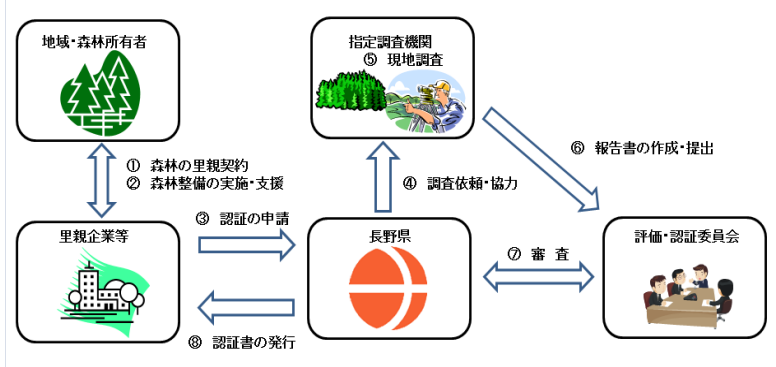 地域・森林所有者
指定調査機関
⑤ 現地調査
① 森林の里親契約
② 森林整備の実施・支援
④ 調査依頼・協力
⑥ 報告書の作成・提出
里親企業等
③ 認証の申請
長野県
⑦ 審 査
評価・認証委員会
⑧ 認証書の発行